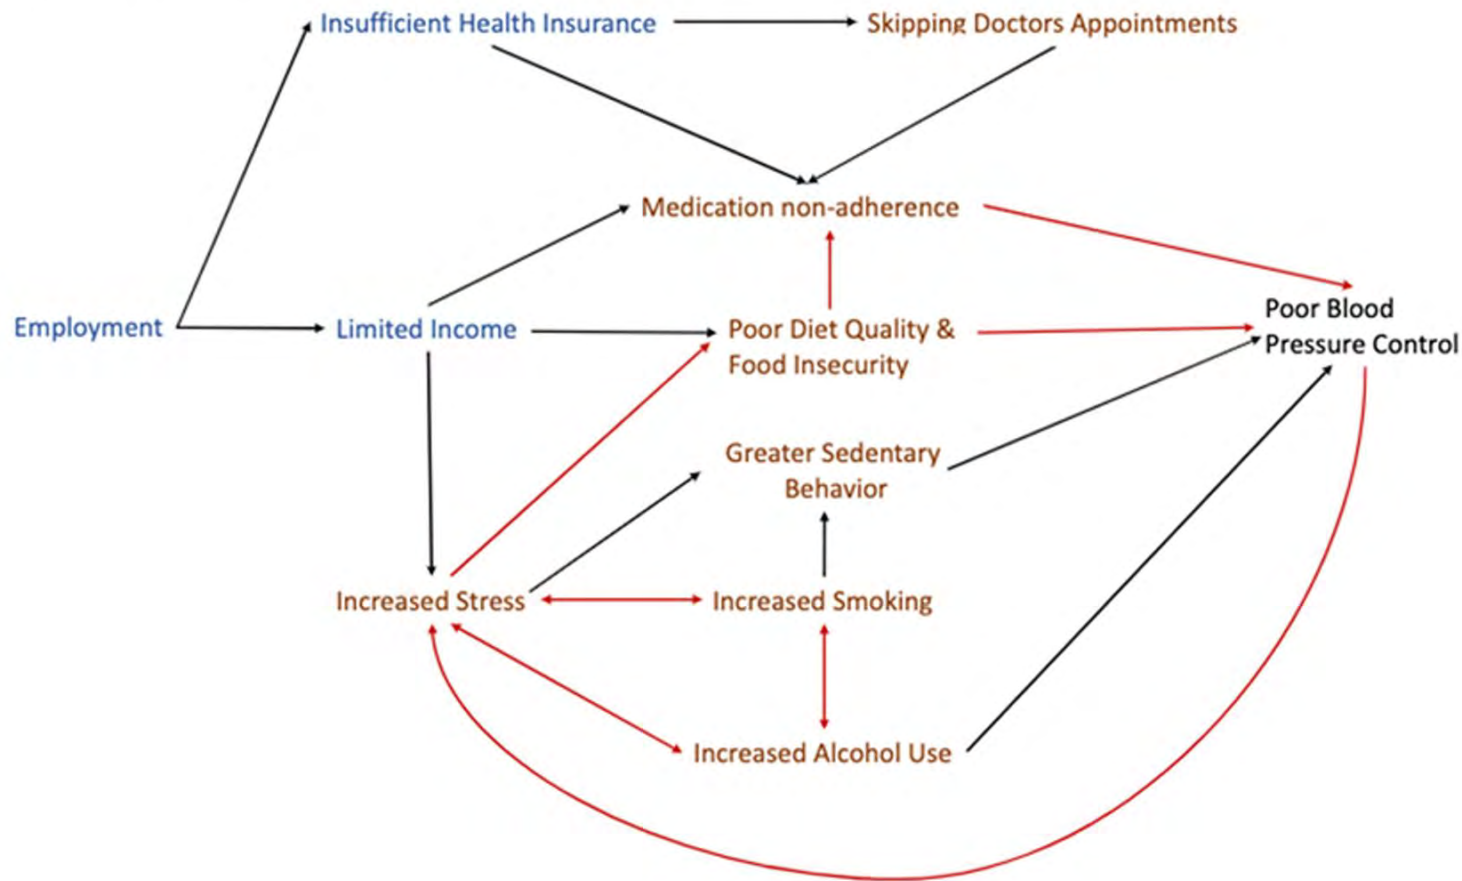 Insufficient Health Insurance
Skipping Doctors Appointments
Medication non-adherence
Employment
Limited Income
Poor Diet Quality &
Food Insecurity
Poor Blood
Pressure Control
Greater Sedentary
Behavior
Increased Stress
Increased Smoking
Increased Alcohol Use